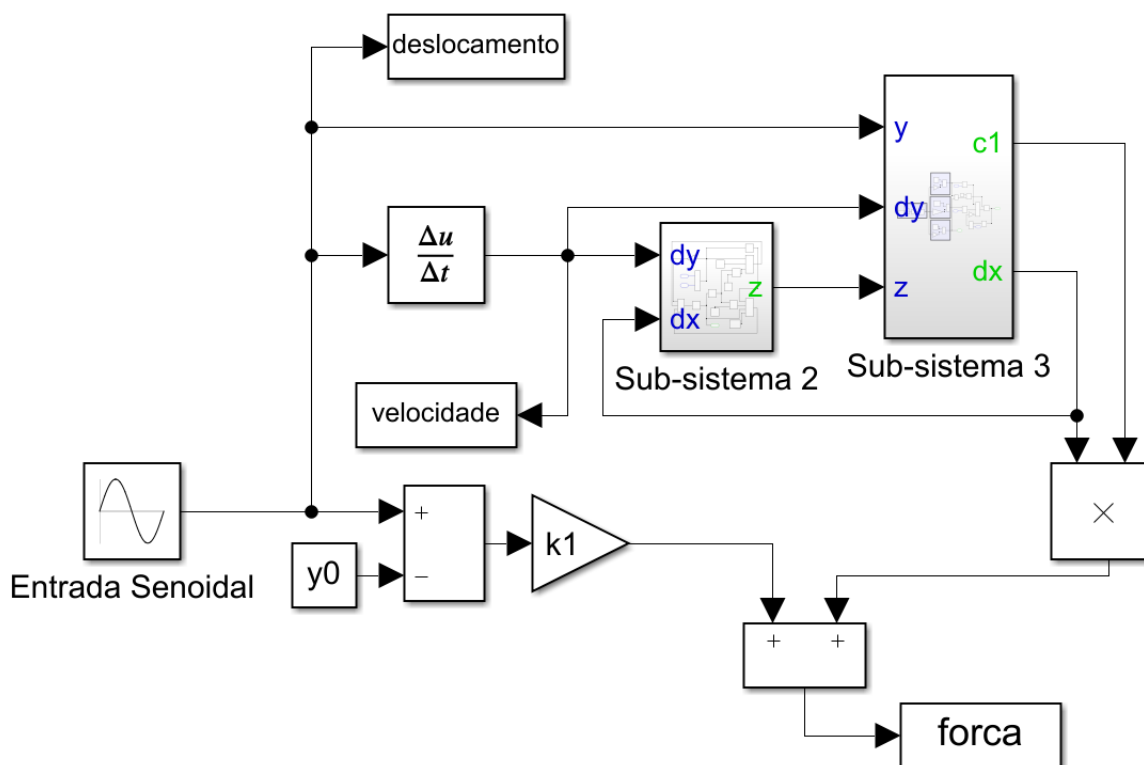 deslocamento
y
c1
dy
dx
z
Δu
Δt
dy
z
dx
Sub-sistema 2
Sub-sistema 3
velocidade
Entrada Senoidal
+
−
y0
k1
×
+ +
forca